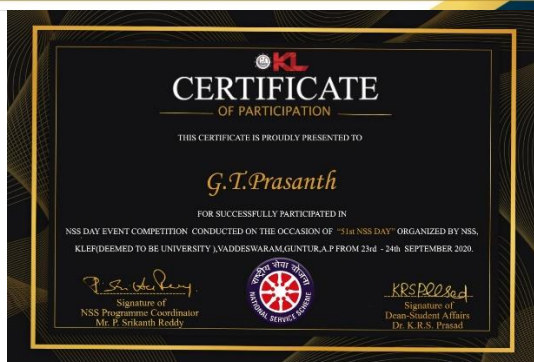 KL
CERTIFICATE
OF PARTICIPATION
THIS CERTIFICATE IS PROUDLY PRESENTED TO
G.T.Prasanth
FOR SUCCESSFULLY PARTICIPATED IN
NSS DAY EVENT COMPETITION CONDUCTED ON THE OCCASION OF "51st NSS DAY" ORGANIZED BY NSS,
KLEF(DEEMED TO BE UNIVERSITY ),VADDESWARAM,GUNTUR,A.P FROM 23rd - 24th SEPTEMBER 2020.
Signature of
NSS Programme Coordinator
Mr. P. Srikanth Reddy
राष्ट्रीय सेवा योजना
NATIONAL SERVICE SCHEME
KRSPrasad
Signature of
Dean-Student Affairs
Dr. K.R.S. Prasad